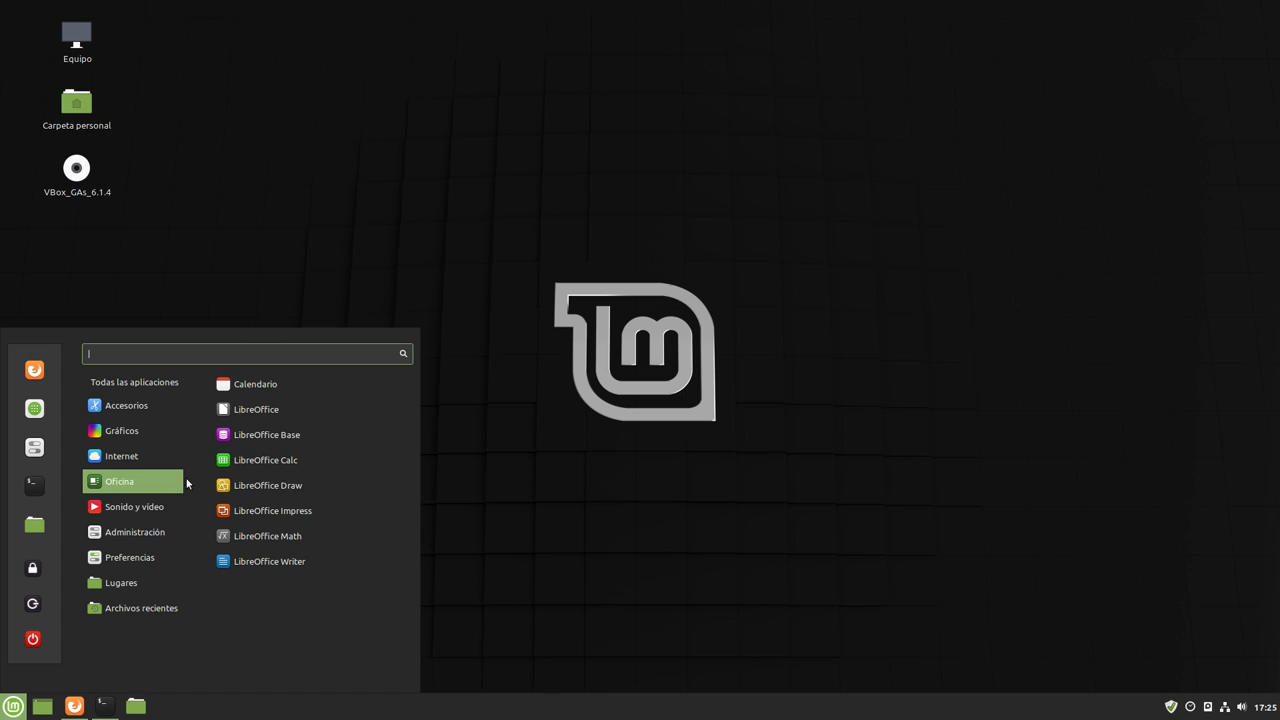 Equipo
Carpeta personal
VBox_GAs_6.1.4
lm
Todas las aplicaciones
Accesorios
Gráficos
Internet
Oficina
Sonido y vídeo
Administración
Preferencias
Lugares
Archivos recientes
Calendario
LibreOffice
LibreOffice Base
LibreOffice Calc
LibreOffice Draw
LibreOffice Impress
LibreOffice Math
LibreOffice Writer
17:25